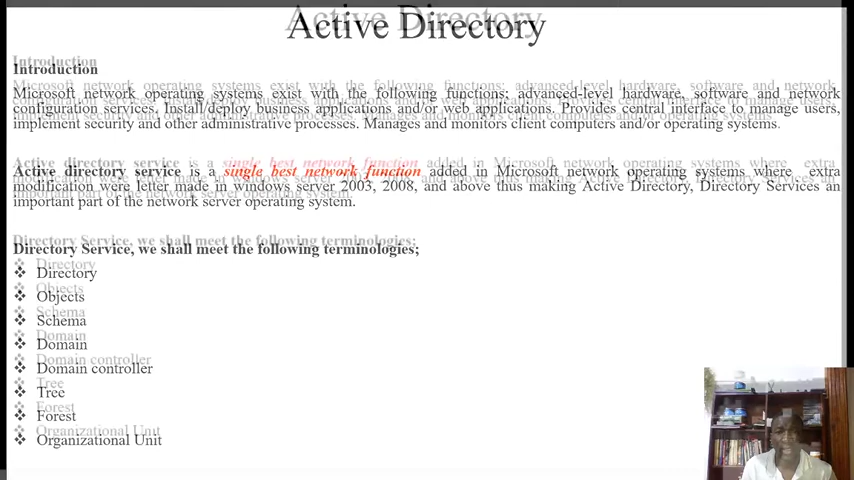 Active Directory
Introduction
Microsoft network operating systems exist with the following functions; advanced-level hardware, software and network
configuration services. Install/deploy business applications and/or web applications. Provides central interface to manage users,
implement security and other administrative processes. Manages and monitors client computers and/or operating systems.
Active directory service is a single best network function added in Microsoft network operating systems where extra
modification were letter made in windows server 2003, 2008, and above thus making Active Directory, Directory Services an
important part of the network server operating system.
Directory Service, we shall meet the following terminologies;
❖ Directory
❖ Objects
❖ Schema
❖ Domain
❖ Domain controller
❖ Tree
❖ Forest
❖ Organizational Unit